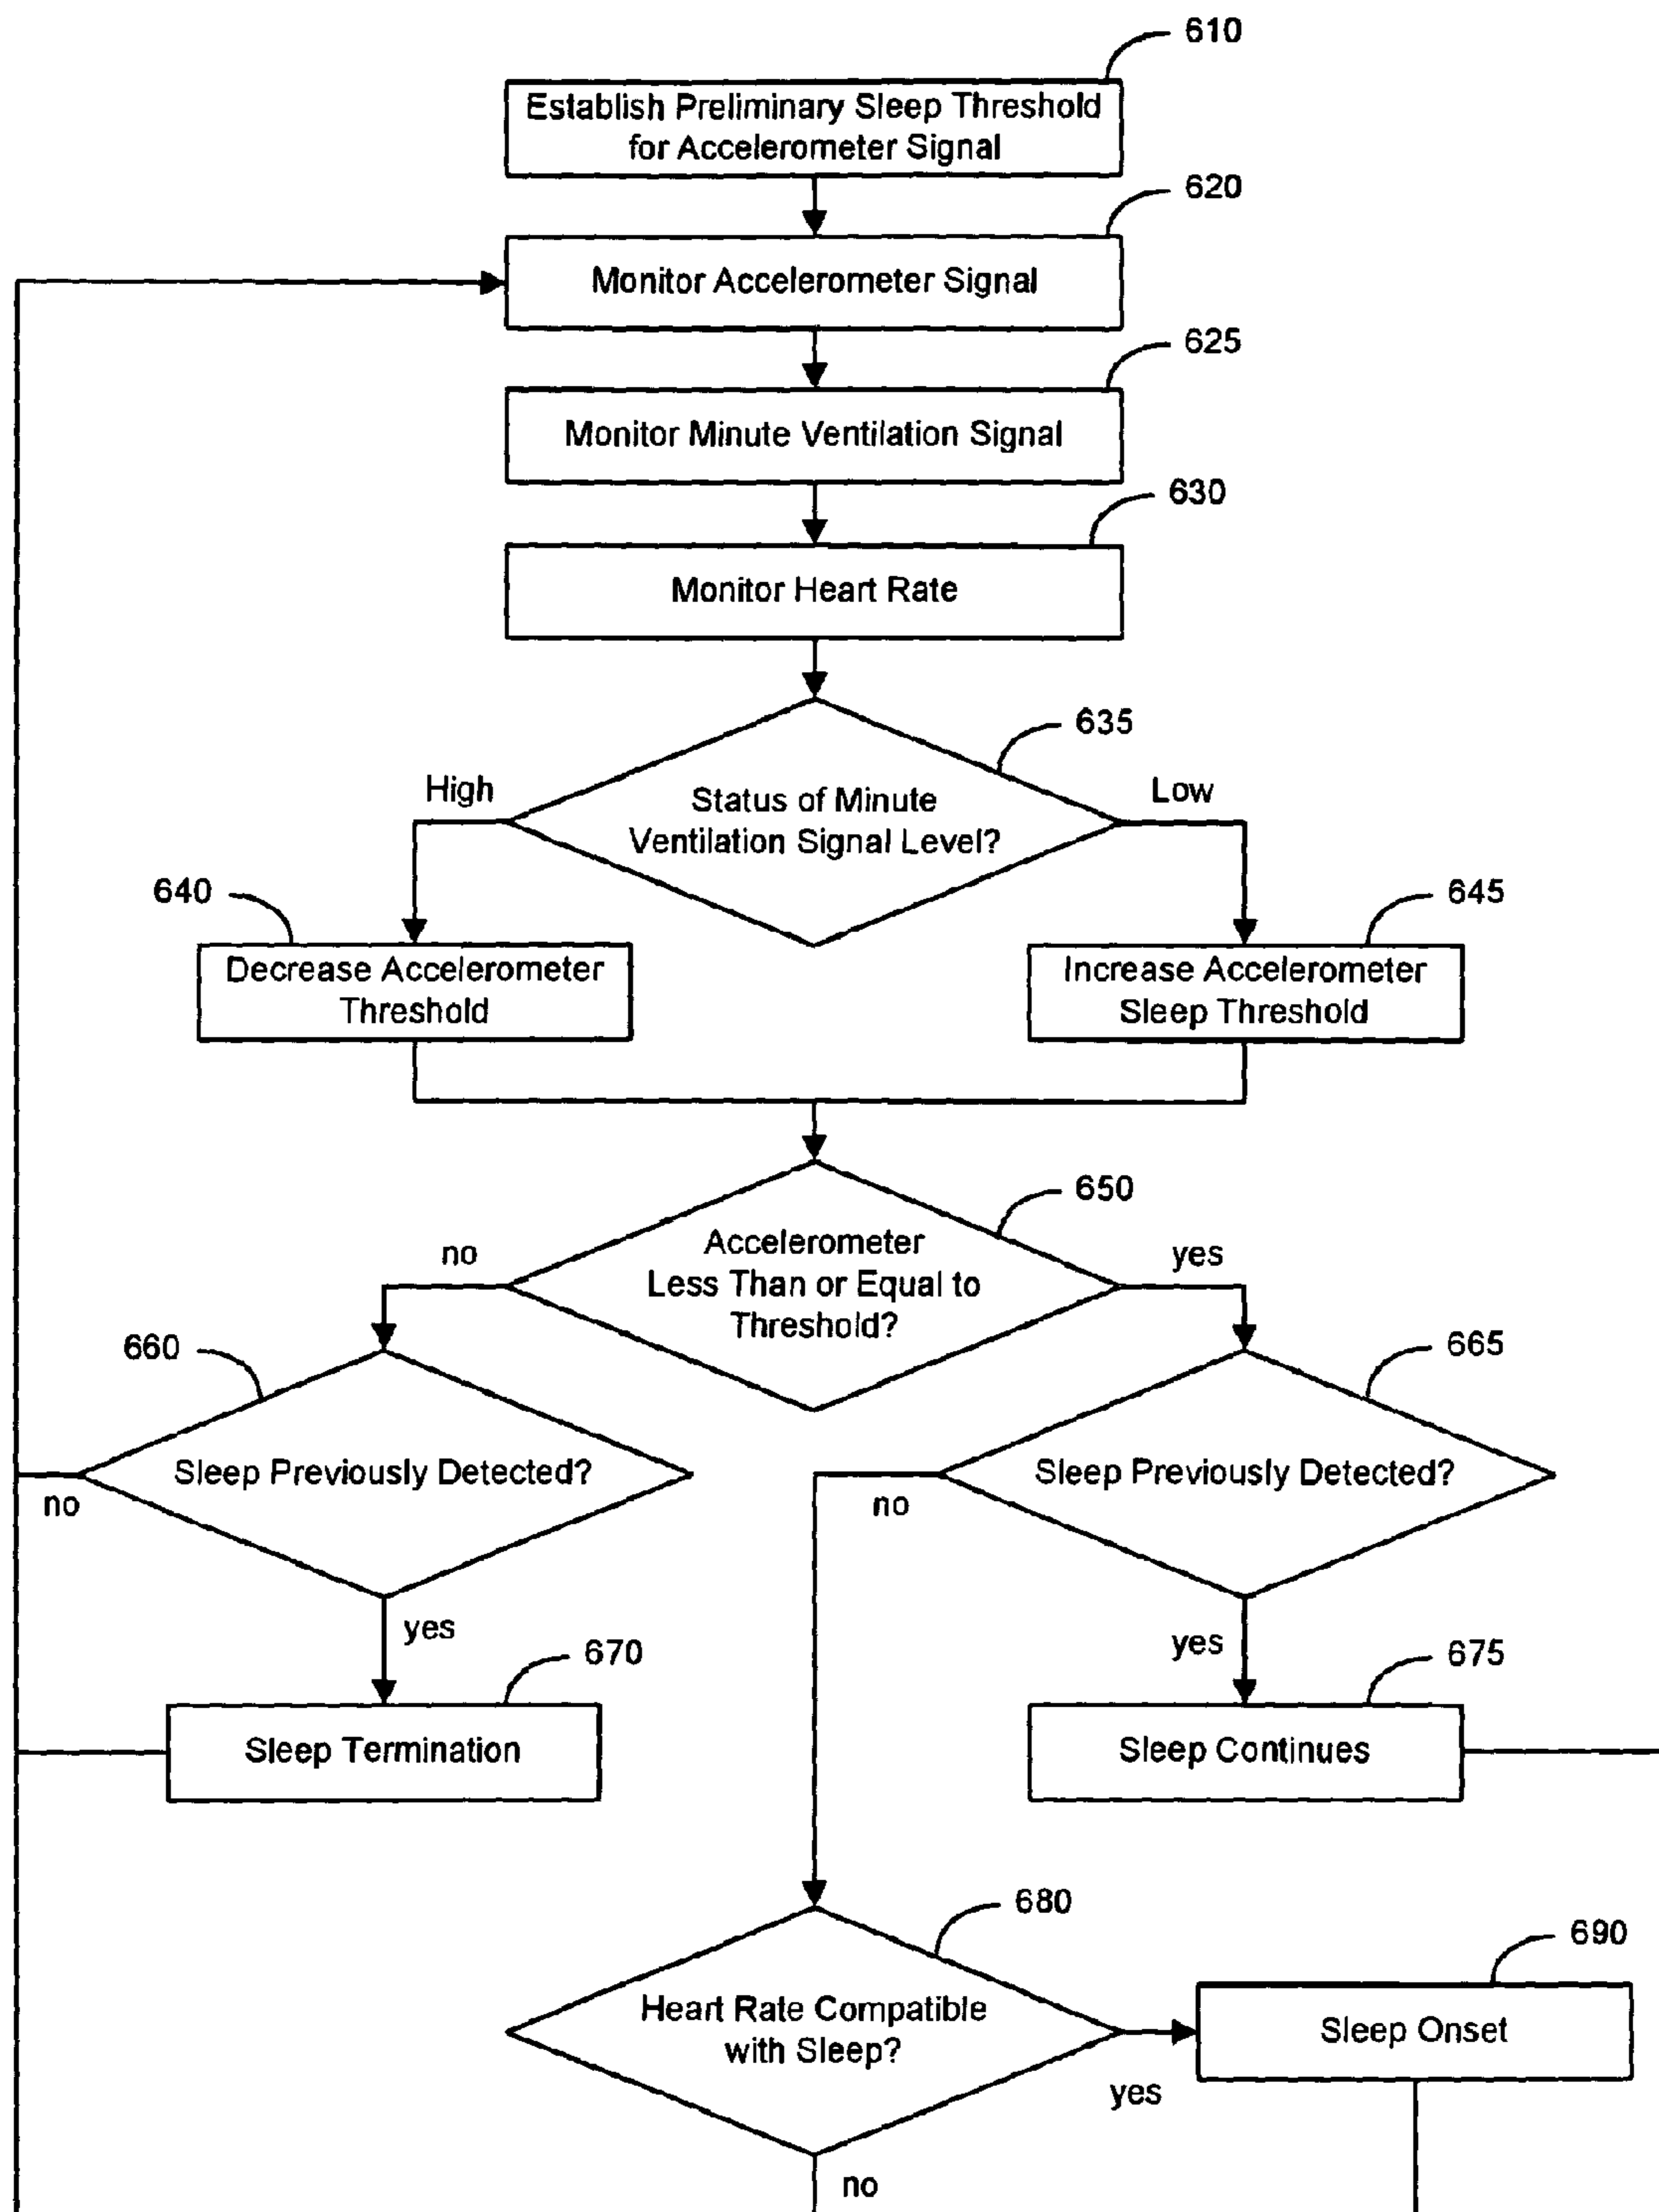 610
Establish Preliminary Sleep Threshold
for Accelerometer Signal
620
Monitor Accelerometer Signal
625
Monitor Minute Ventilation Signal
630
Monitor Heart Rate
635
High
Status of Minute
Ventilation Signal Level?
Low
640
Decrease Accelerometer
Threshold
645
Increase Accelerometer
Sleep Threshold
650
no
Accelerometer
Less Than or Equal to
Threshold?
yes
660
Sleep Previously Detected?
no
665
Sleep Previously Detected?
no
yes
670
Sleep Termination
yes
675
Sleep Continues
680
Heart Rate Compatible
with Sleep?
690
Sleep Onset
yes
no